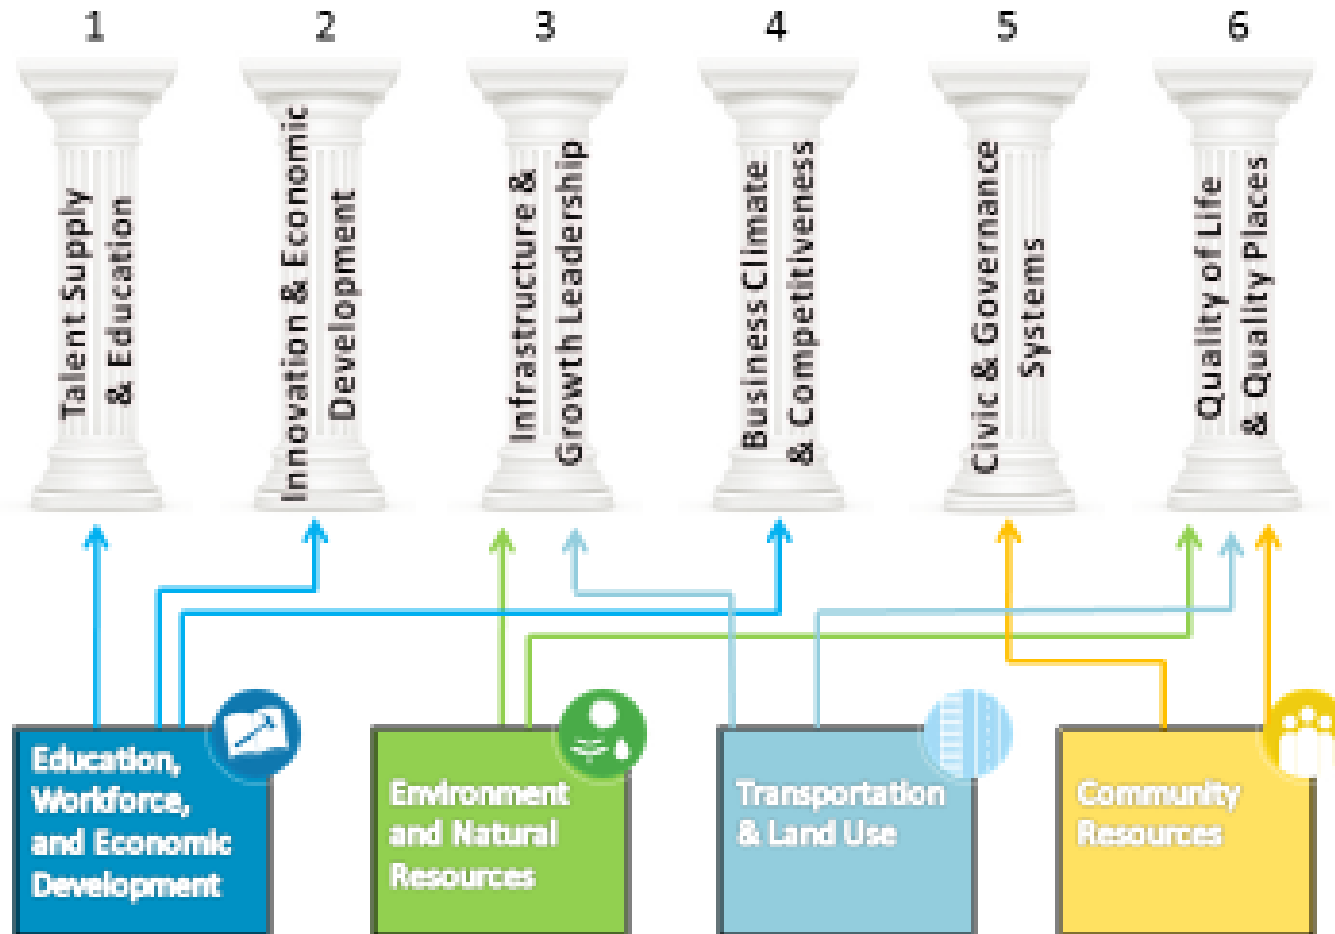 1
2
3
4
5
6
Talent Supply
& Education
Innovation & Economic
Development
Infrastructure &
Growth Leadership
Business Climate
& Competitiveness
Civic & Governance
Systems
Quality of Life
& Quality Places
Education,
Workforce,
and Economic
Development
Environment
and Natural
Resources
Transportation
& Land Use
Community
Resources